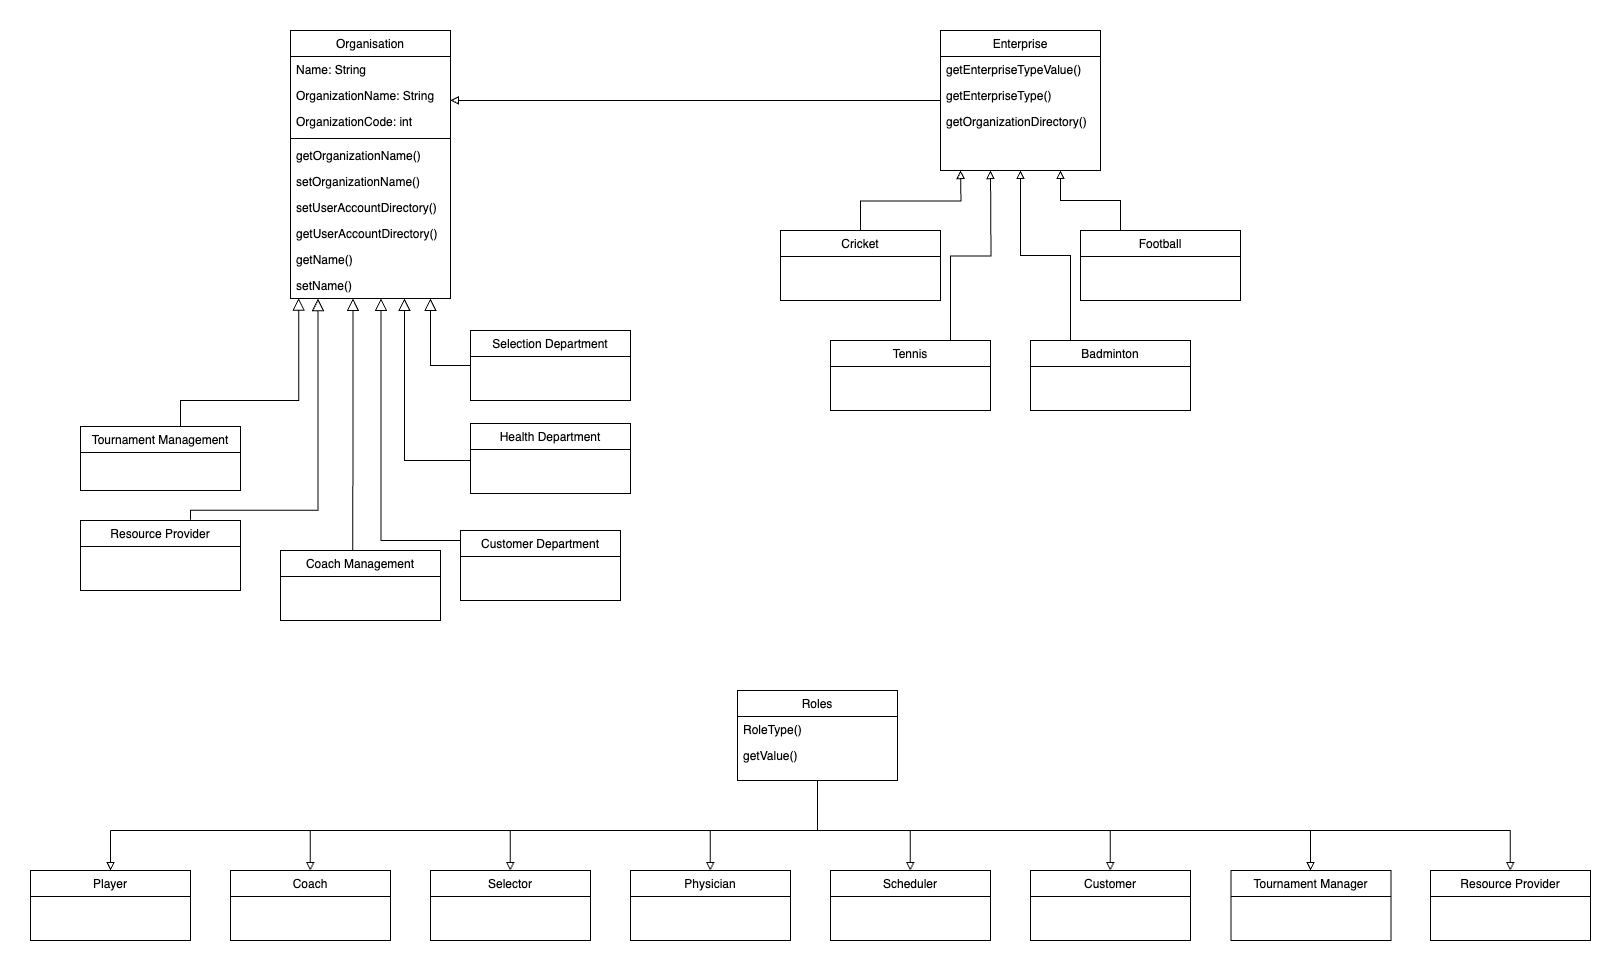 Organisation
Name: String
OrganizationName: String
OrganizationCode: int
getOrganizationName()
setOrganizationName()
setUserAccountDirectory()
getUserAccountDirectory()
getName()
setName()
Enterprise
getEnterpriseTypeValue()
getEnterpriseType()
getOrganizationDirectory()
Cricket
Football
Tennis
Badminton
Selection Department
Health Department
Tournament Management
Resource Provider
Coach Management
Customer Department
Roles
RoleType()
getValue()
Player
Coach
Selector
Physician
Scheduler
Customer
Tournament Manager
Resource Provider